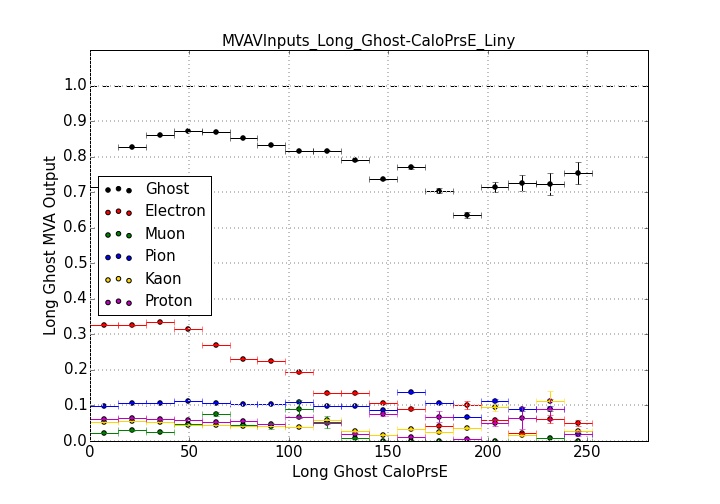 MVAVInputs_Long_Ghost-CaloPrsE_Liny
Long Ghost MVA Output
1.0
0.9
0.8
0.7
0.6
0.5
0.4
0.3
0.2
0.1
0.0
Ghost
Electron
Muon
Pion
Kaon
Proton
0
50
100
150
200
250
Long Ghost CaloPrsE